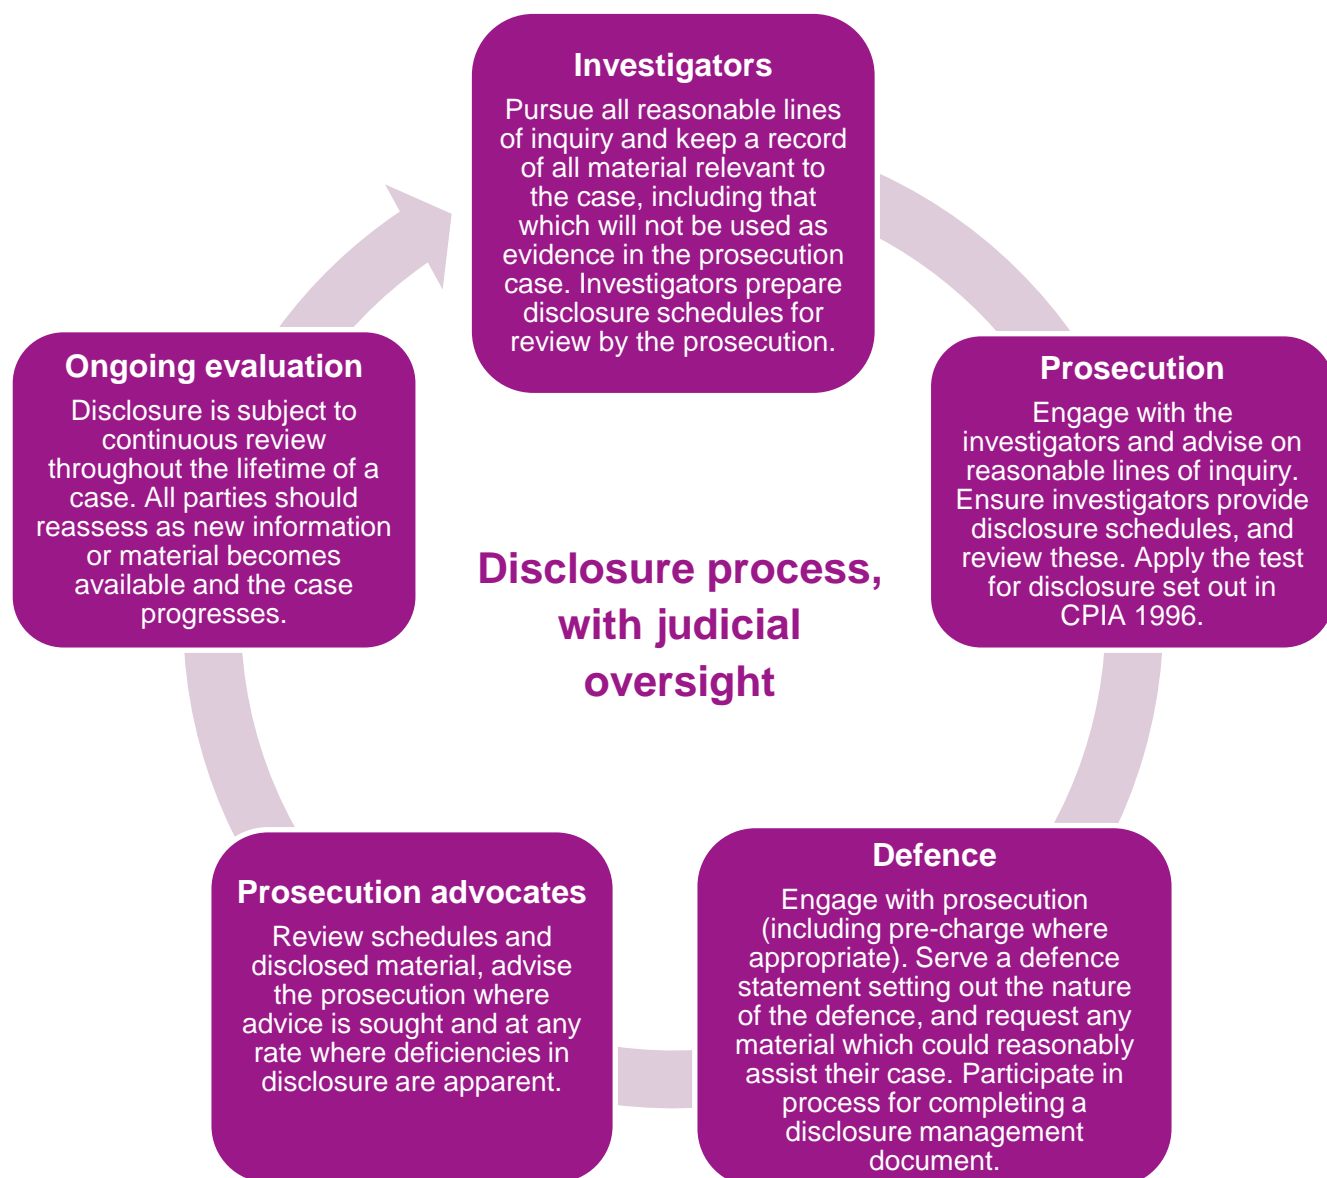 Investigators
Pursue all reasonable lines
of inquiry and keep a record
of all material relevant to
the case, including that
which will not be used as
evidence in the prosecution
case. Investigators prepare
disclosure schedules for
review by the prosecution.
Prosecution
Engage with the
investigators and advise on
reasonable lines of inquiry.
Ensure investigators provide
disclosure schedules, and
review these. Apply the test
for disclosure set out in
CPIA 1996.
Defence
Engage with prosecution
(including pre-charge where
appropriate). Serve a defence
statement setting out the nature
of the defence, and request any
material which could reasonably
assist their case. Participate in
process for completing a
disclosure management
document.
Prosecution advocates
Review schedules and
disclosed material, advise
the prosecution where
advice is sought and at any
rate where deficiencies in
disclosure are apparent.
Ongoing evaluation
Disclosure is subject to
continuous review
throughout the lifetime of a
case. All parties should
reassess as new information
or material becomes
available and the case
progresses.
Disclosure process,
with judicial
oversight